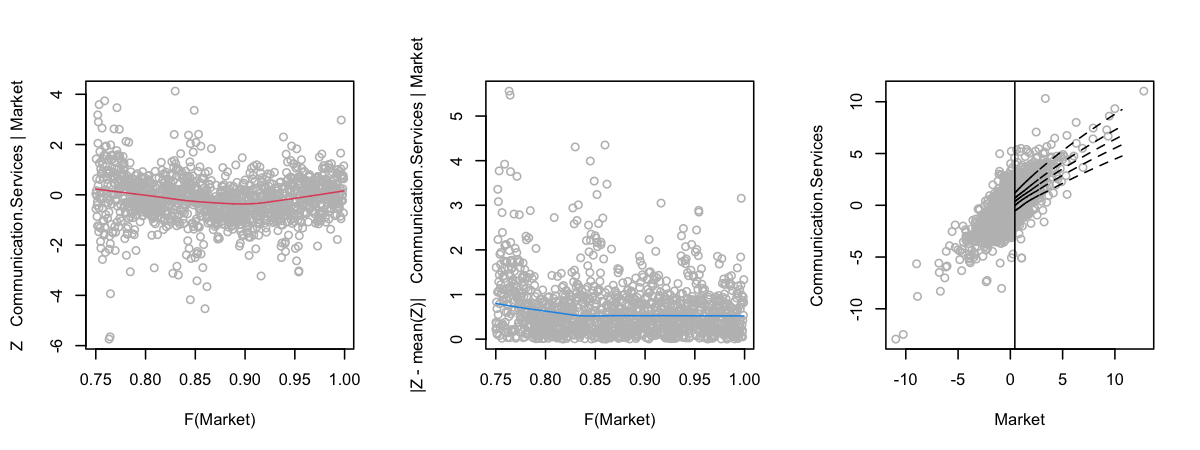 Z   Communication.Services | Market
4
2
0
-2
-4
-6
0.75 0.80 0.85 0.90 0.95 1.00
F(Market)
|Z - mean(Z)|   Communication.Services | Market
5
4
3
2
1
0
0.75 0.80 0.85 0.90 0.95 1.00
F(Market)
Communication.Services
10
5
0
-5
-10
-10 -5 0 5 10
Market